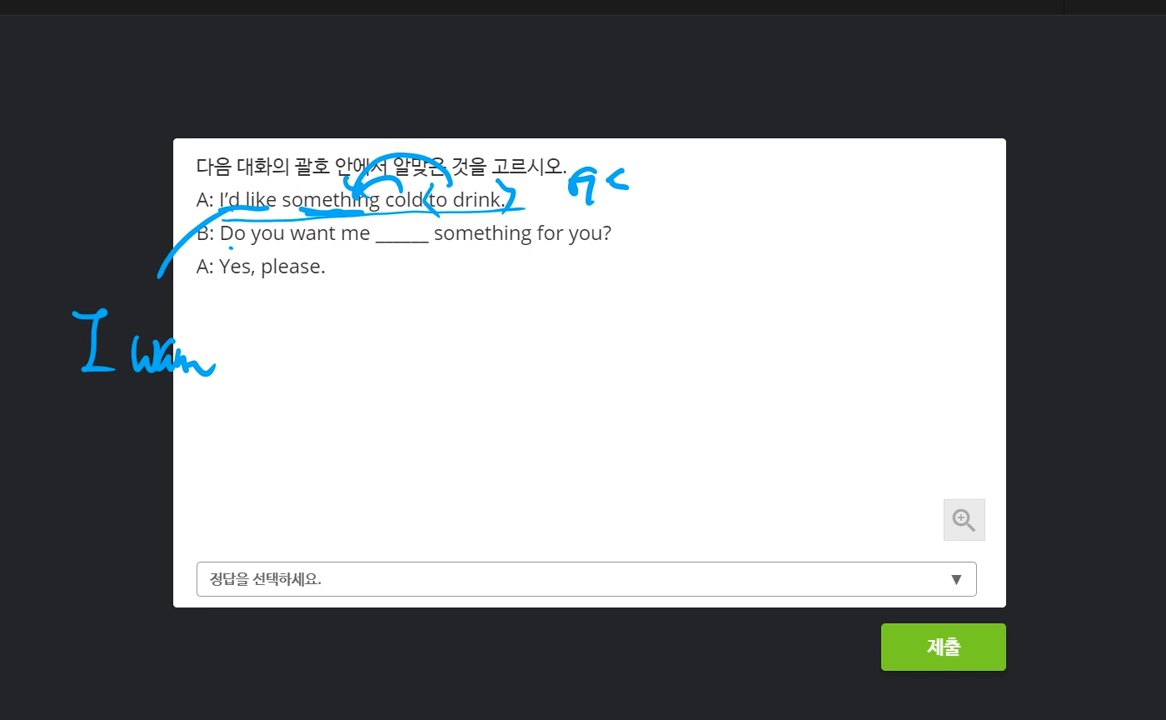 다음 대화의 괄호 안에서 알맞은 것을 고르시오.
A: I'd like something cold to drink.
B: Do you want me ______ something for you?
A: Yes, please.
I wan
정답을 선택하세요.
제출